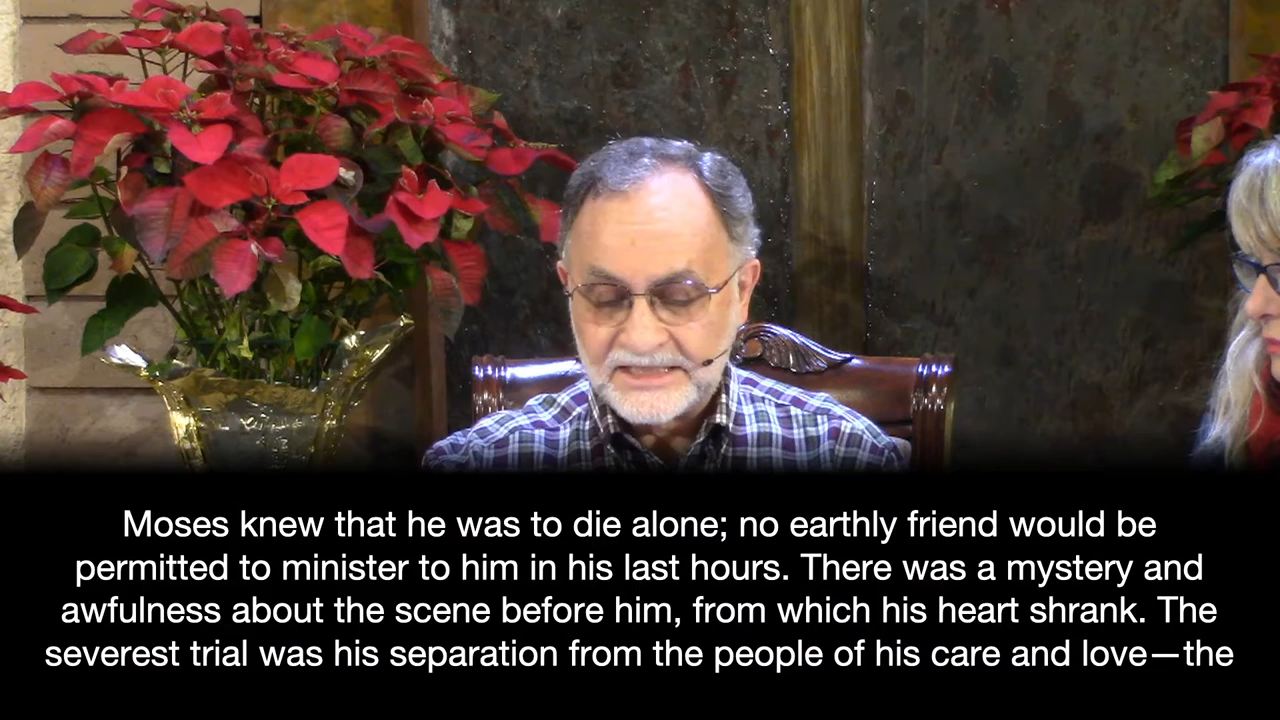 Moses knew that he was to die alone; no earthly friend would be
permitted to minister to him in his last hours. There was a mystery and
awfulness about the scene before him, from which his heart shrank. The
severest trial was his separation from the people of his care and love—the